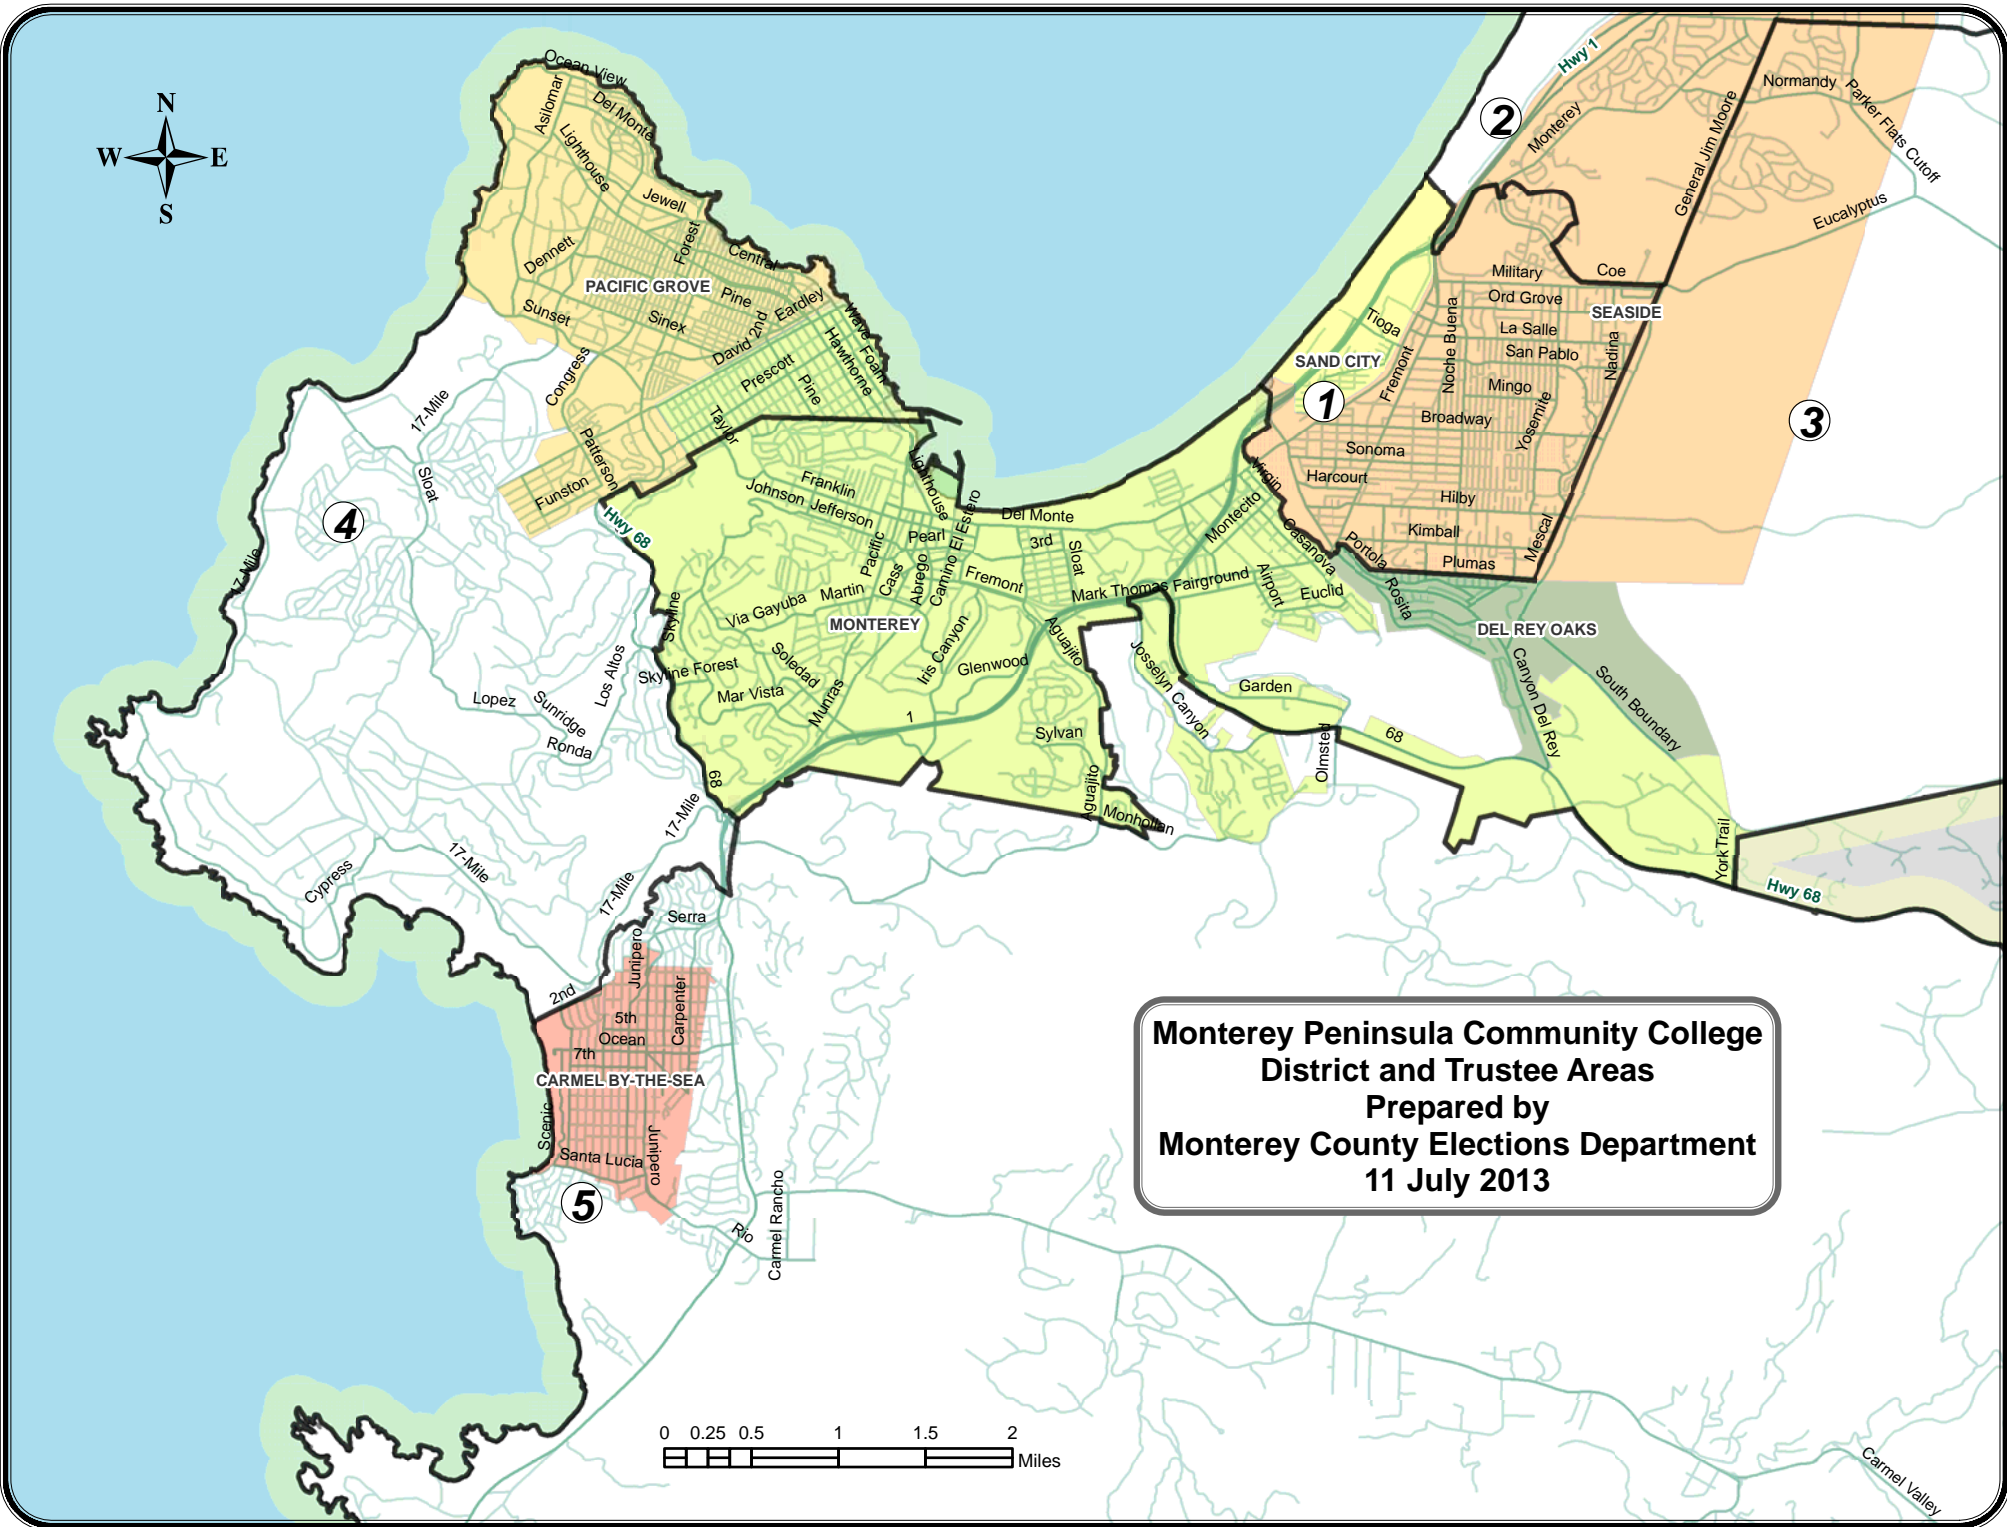 N
W
E
S
Ocean View
Asilomar
Del Monte
Lighthouse
Jewell
Forest
Central
Dennett
PACIFIC GROVE
Pine
Eardley
Sunset
Sinex
2nd
David
Wave
Foam
Hawthorne
Prescott
Pine
Congress
Taylor
Patterson
Funston
17-Mile
Sloat
4
17-Mile
Hwy 68
Hwy 1
2
Monterey
General Jim Moore
Normandy
Parker Flats Cutoff
Eucalyptus
Military
Coe
Ord Grove
SEASIDE
Tioga
Noche Buena
La Salle
San Pablo
Nadina
SAND CITY
Fremont
1
Mingo
Broadway
Yosemite
3
Sonoma
Virgin
Harcourt
Hilby
Kimball
Mescal
Portola
Plumas
Franklin
Johnson
Jefferson
Lighthouse
Pearl
Camino El Estero
Del Monte
3rd
Sloat
Montecito
Casanova
Pacific
Cass
Abrego
Fremont
Mark Thomas
Fairground
Airport
Euclid
Rosita
Skyline
Via Gayuba
Martin
MONTEREY
Iris Canyon
Aguajito
DEL REY OAKS
Los Altos
Skyline Forest
Soledad
Glenwood
Josselyn Canyon
Garden
Canyon Del Rey
South Boundary
Mar Vista
Munras
Lopez
Sunridge
Ronda
1
Sylvan
68
Olmsted
68
Aguajito
Monhollan
17-Mile
York Trail
Hwy 68
Cypress
17-Mile
17-Mile
Serra
Junipero
2nd
Carpenter
5th
Ocean
7th
CARMEL BY-THE-SEA
Scenic
Junipero
Santa Lucia
5
Rio
Carmel Rancho
Monterey Peninsula Community College
District and Trustee Areas
Prepared by
Monterey County Elections Department
11 July 2013
0 0.25 0.5 1 1.5 2
Miles
Carmel Valley